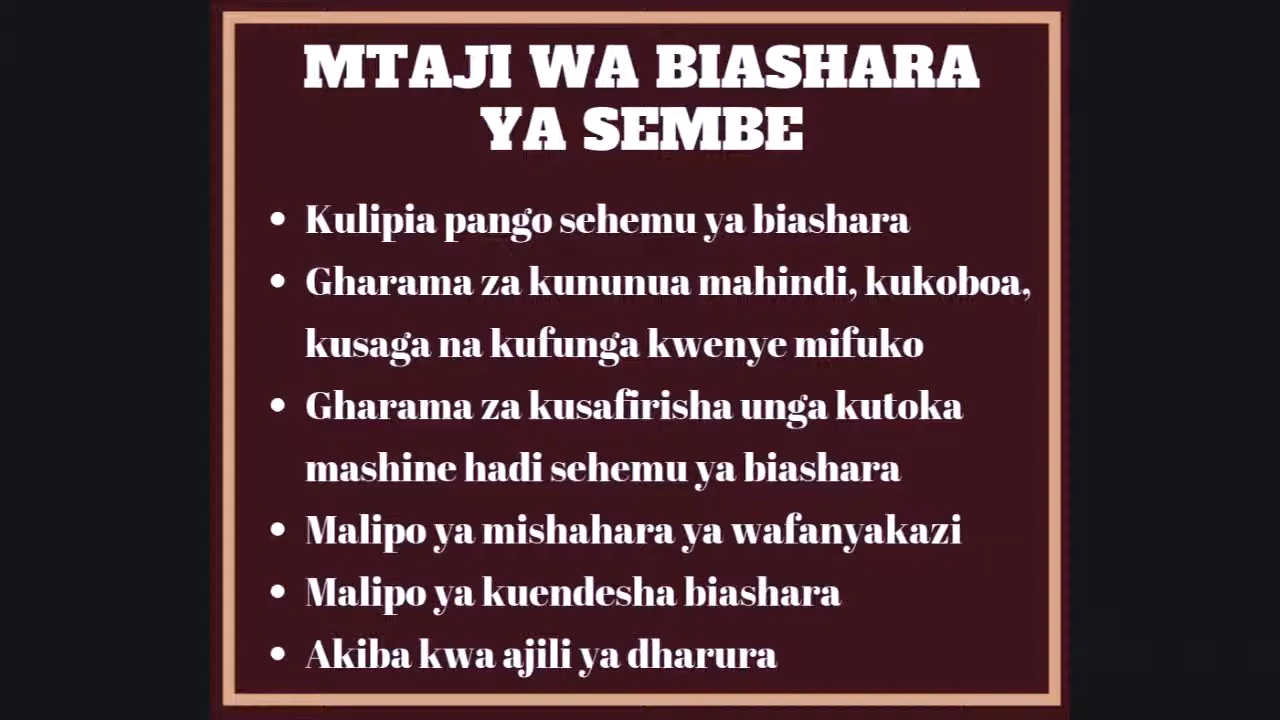 MTAJI WA BIASHARA
YA SEMBE
• Kulipia pango sehemu ya biashara
• Gharama za kununua mahindi, kukoboa,
kusaga na kufunga kwenye mifuko
• Gharama za kusafirisha unga kutoka
mashine hadi sehemu ya biashara
• Malipo ya mishahara ya wafanyakazi
• Malipo ya kuendesha biashara
• Akiba kwa ajili ya dharura